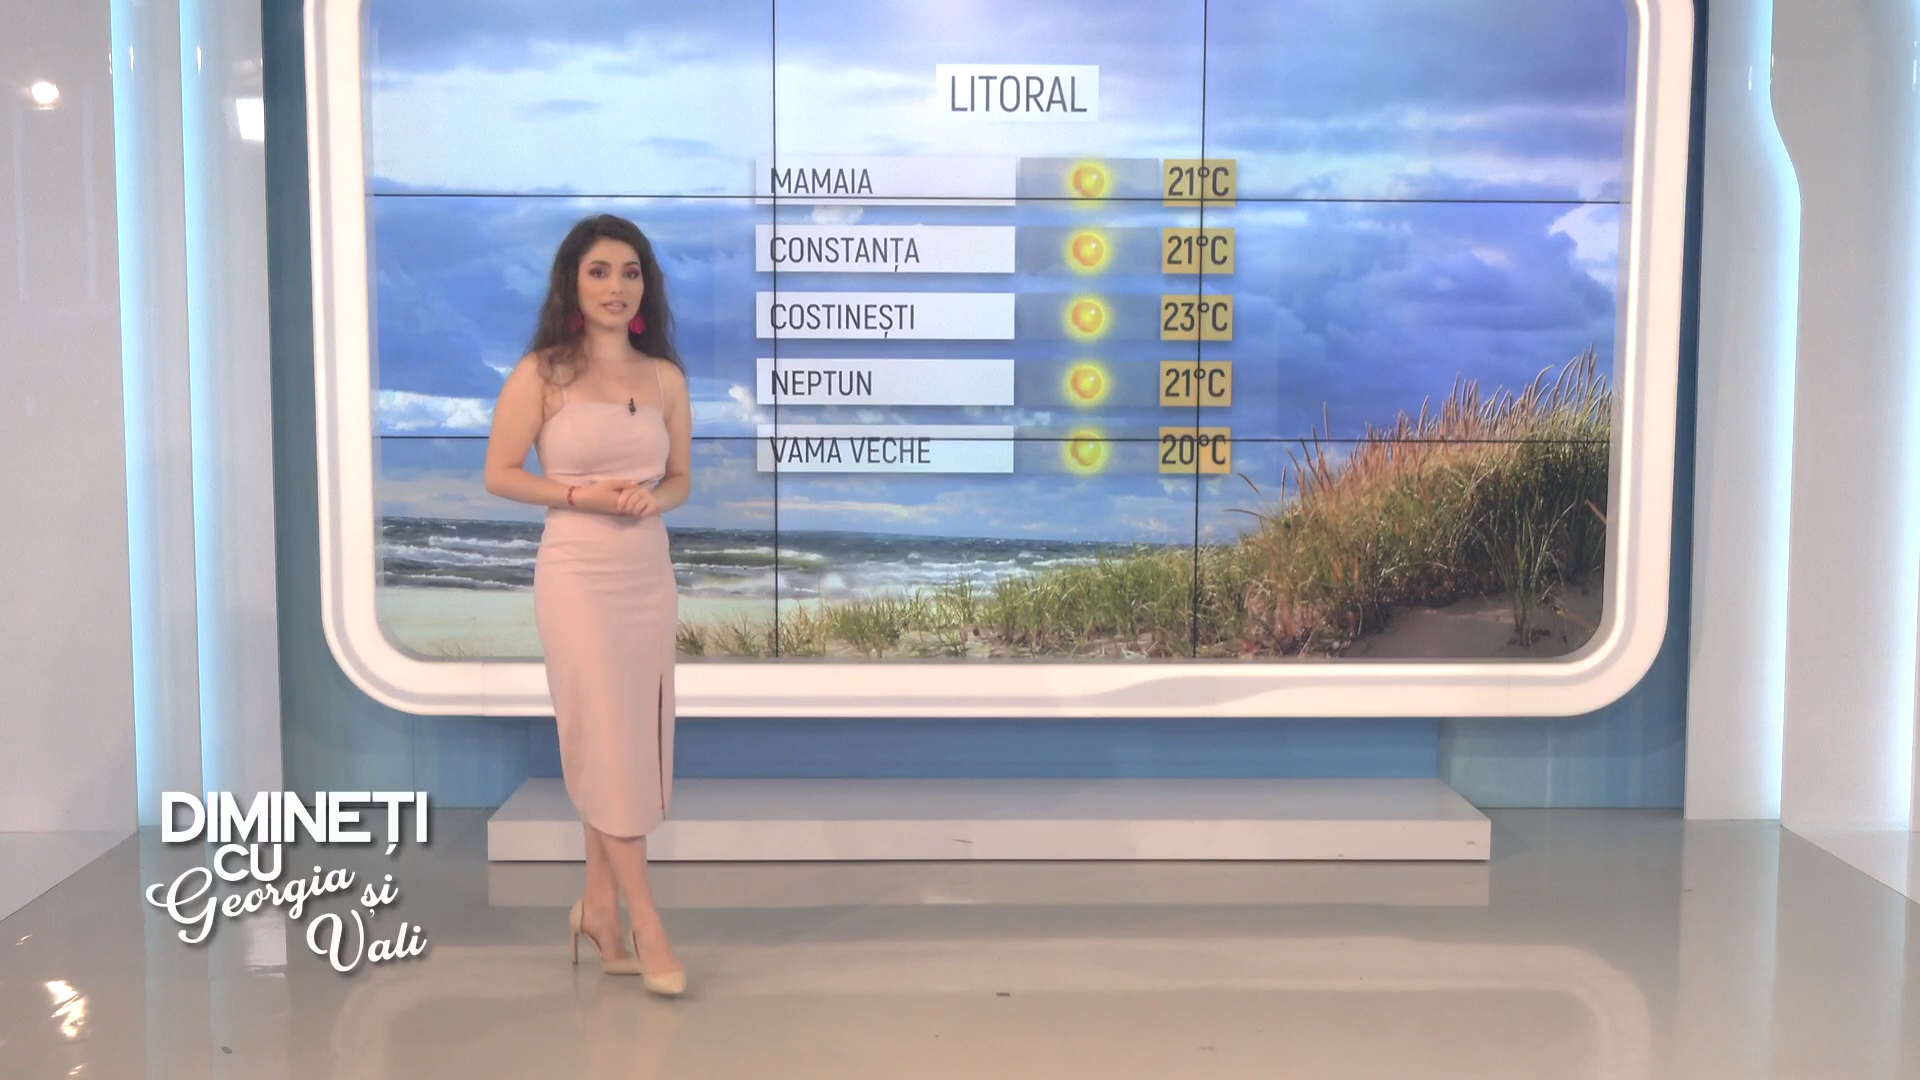 LITORAL
MAMAIA 21°C
CONSTANȚA 21°C
COSTINEȘTI 23°C
NEPTUN 21°C
VAMA VECHE 20°C
DIMINEȚI
CU
Georgia și
Vali